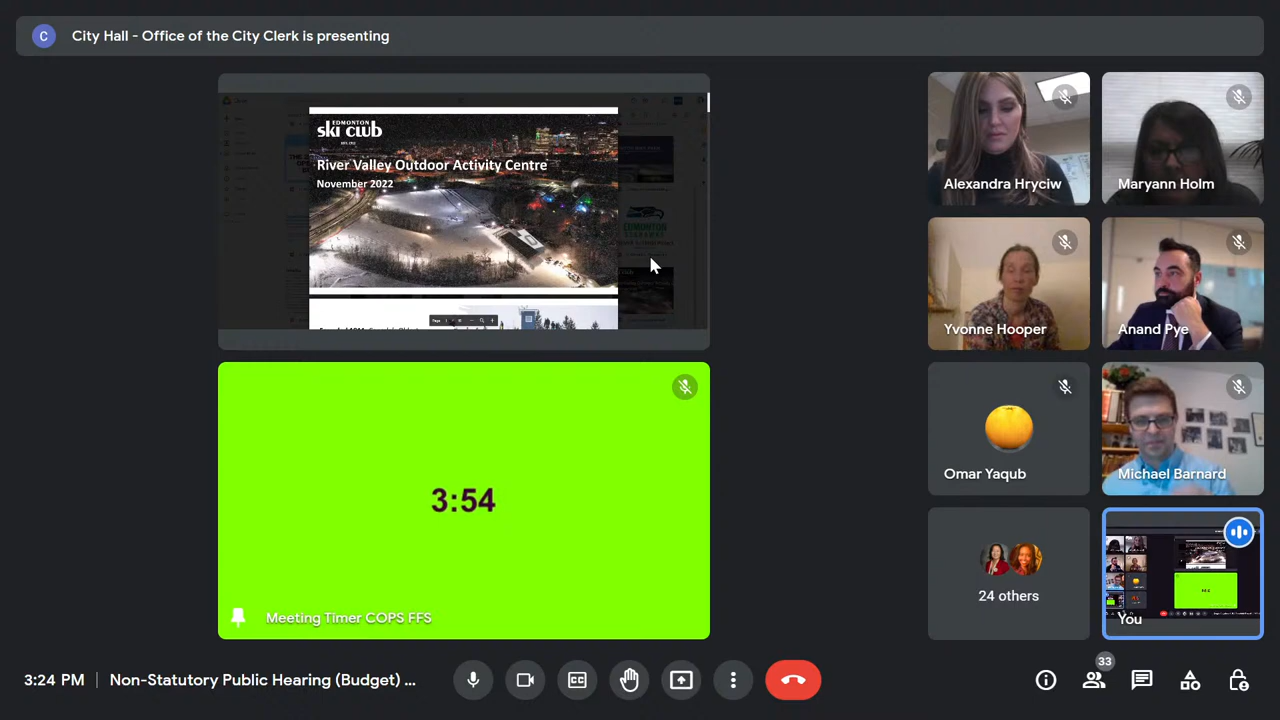 C
City Hall - Office of the City Clerk is presenting
EDMONTON
ski club
River Valley Outdoor Activity Centre
November 2022
Alexandra Hryciw
Maryann Holm
Yvonne Hooper
Anand Pye
3:54
Meeting Timer COPS FFS
Omar Yaqub
Michael Barnard
24 others
You
3:24 PM
Non-Statutory Public Hearing (Budget) ...
CC
33